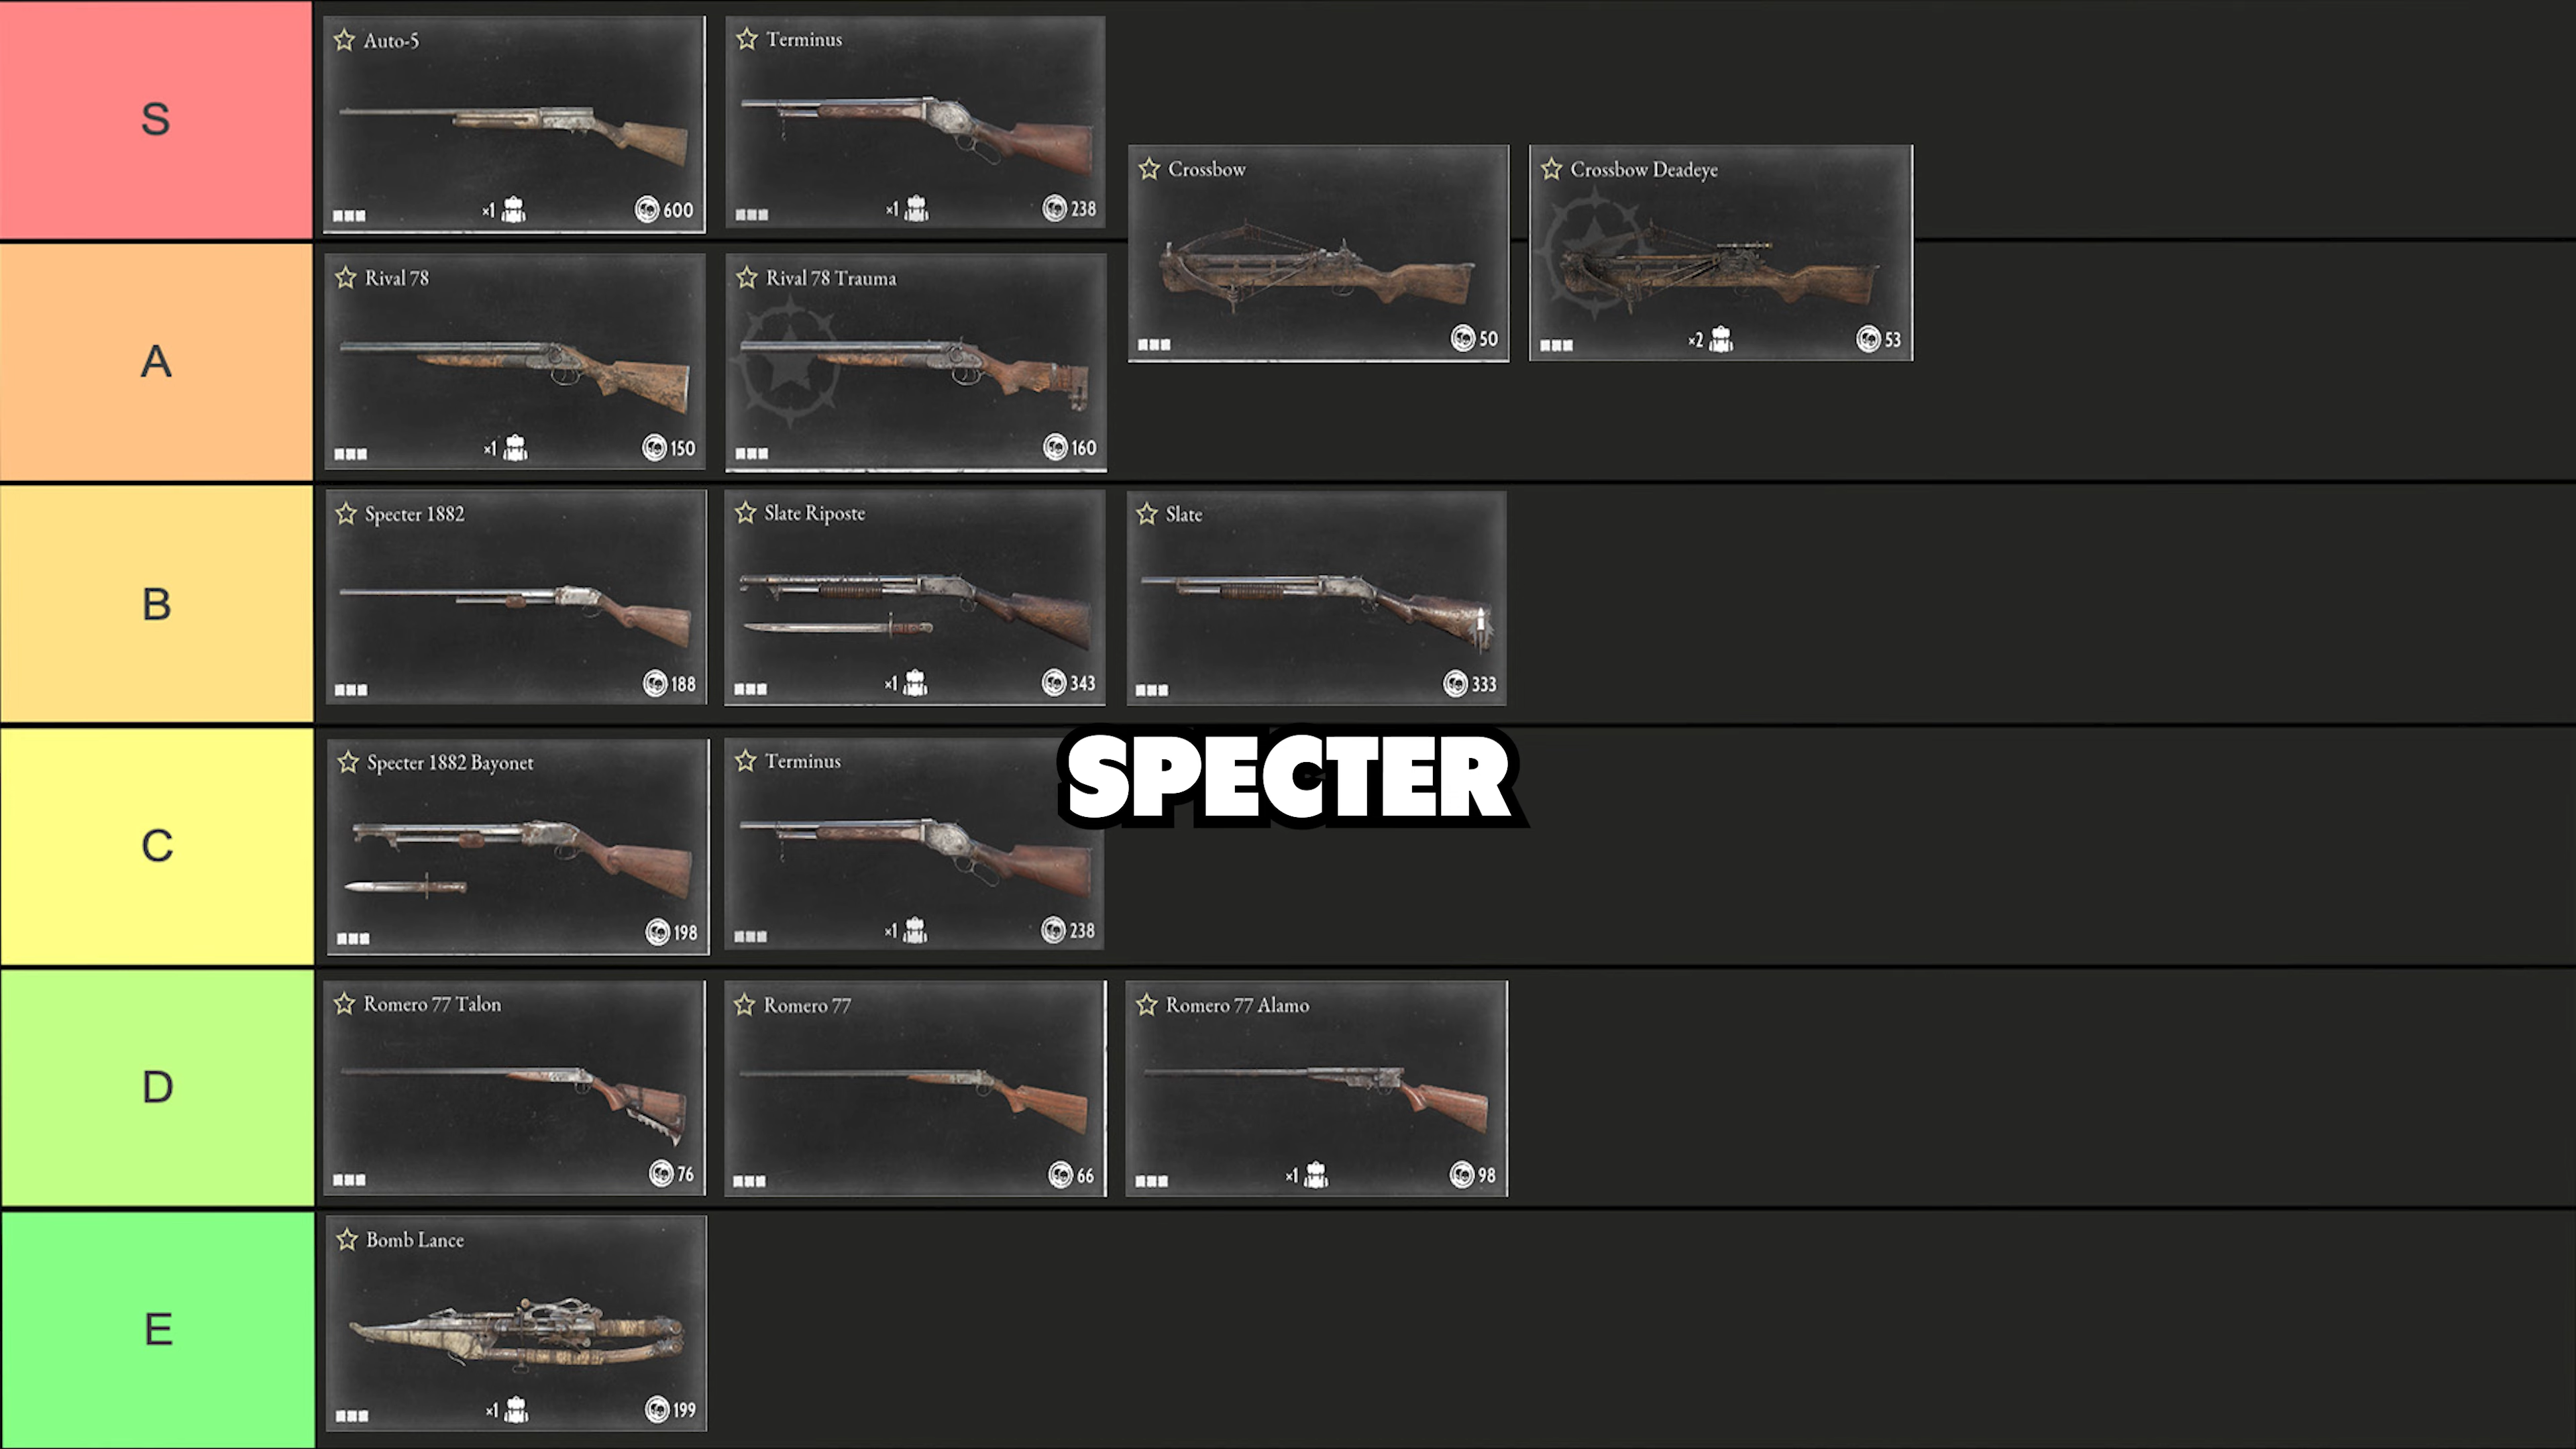 S
Auto-5
×1
600
Terminus
×1
238
Crossbow
50
Crossbow Deadeye
×2
53
A
Rival 78
×1
150
Rival 78 Trauma
160
B
Specter 1882
188
Slate Riposte
×1
343
Slate
333
SPECTER
C
Specter 1882 Bayonet
198
Terminus
×1
238
D
Romero 77 Talon
76
Romero 77
66
Romero 77 Alamo
×1
98
E
Bomb Lance
×1
199